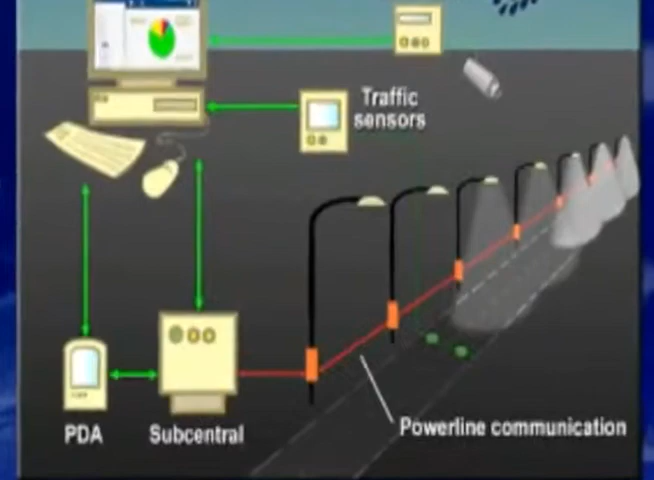 Traffic
sensors
Powerline communication
PDA
Subcentral